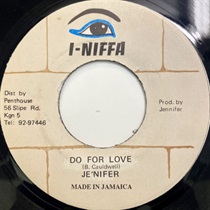 I-NIFFA
Dist by
Penthouse
56 Slipe Rd.
Kgn 5
Tel: 92-97446
Prod. by
Jennifer
DO FOR LOVE
(B. Cauldwell)
JE'NIFER
MADE IN JAMAICA